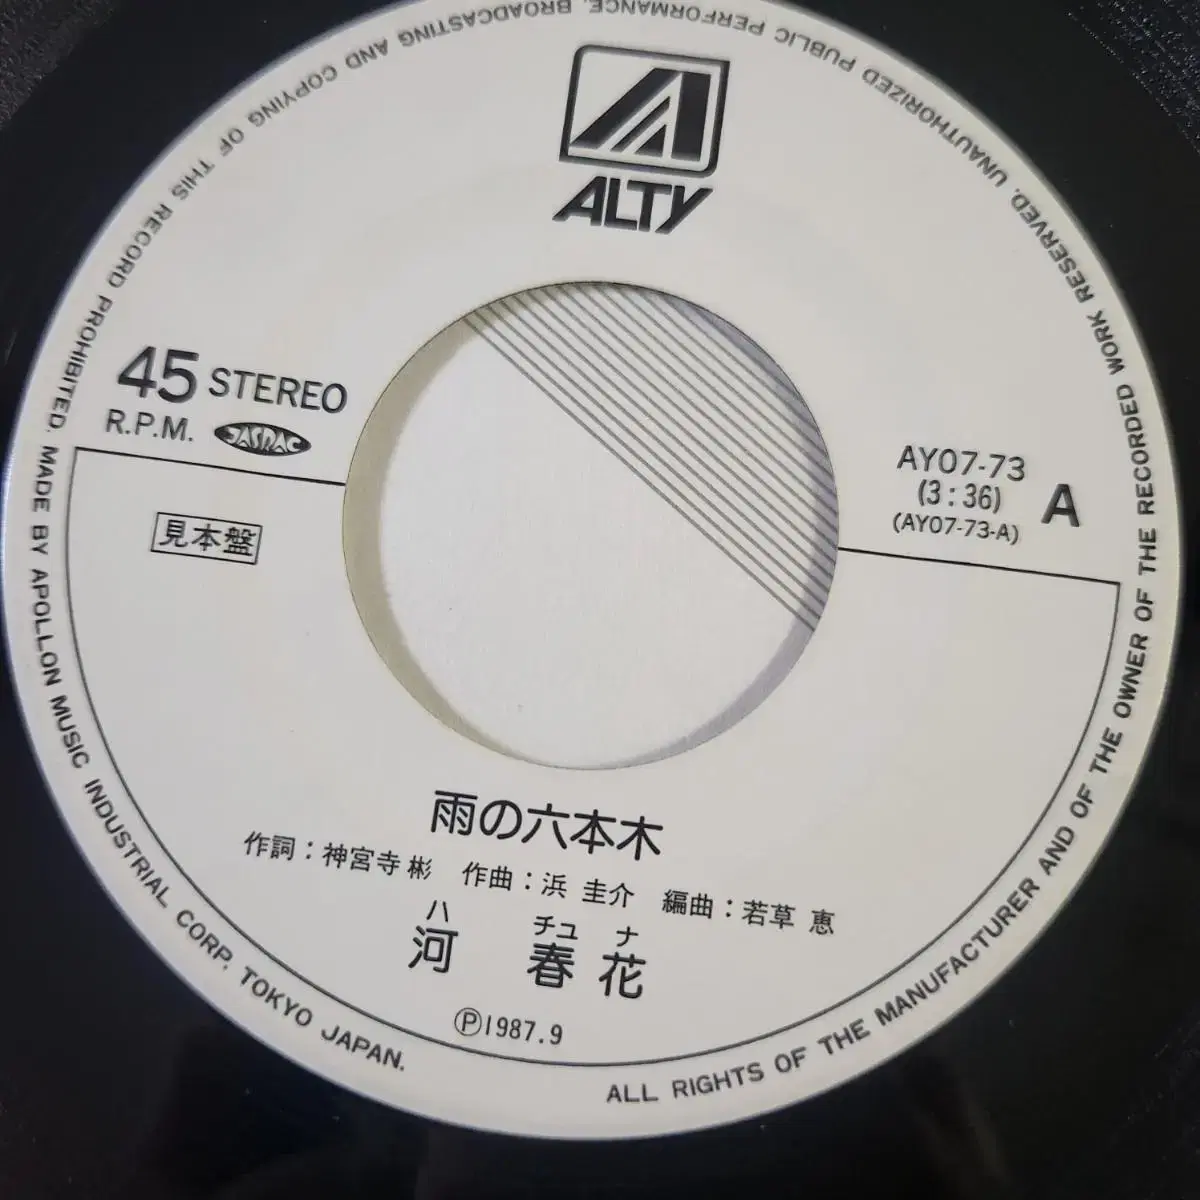 ALTY
45 STEREO
R.P.M. JASRAC
AY07-73
(3:36) A
(AY07-73-A)
見本盤
雨の六本木
作詞：神宮寺 彬 作曲：浜 圭介 編曲：若草 恵
ハ チュ ナ
河 春花
Ⓟ1987.9
ALL RIGHTS OF THE MANUFACTURER AND OF THE OWNER OF THE RECORDED WORK RESERVED. UNAUTHORIZED PUBLIC PERFORMANCE, BROADCASTING AND COPYING OF THIS RECORD PROHIBITED. MADE BY APOLLON MUSIC INDUSTRIAL CORP. TOKYO JAPAN.